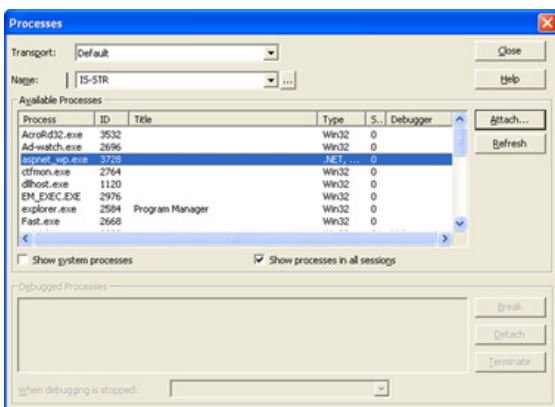 Processes
Transport: Default
Close
Name: IS-STR ...
Help
Available Processes
Process ID Title Type S.. Debugger
Attach...
AcroRd32.exe 3532 Win32 0
Ad-watch.exe 2696 Win32 0
Refresh
aspnet_wp.exe 3728 .NET, ... 0
ctfmon.exe 2764 Win32 0
dllhost.exe 1120 Win32 0
EM_EXEC.EXE 2976 Win32 0
explorer.exe 2584 Program Manager Win32 0
Fast.exe 2668 Win32 0
Show system processes
Show processes in all sessions
Debugged Processes
Break
Detach
Terminate
When debugging is stopped: